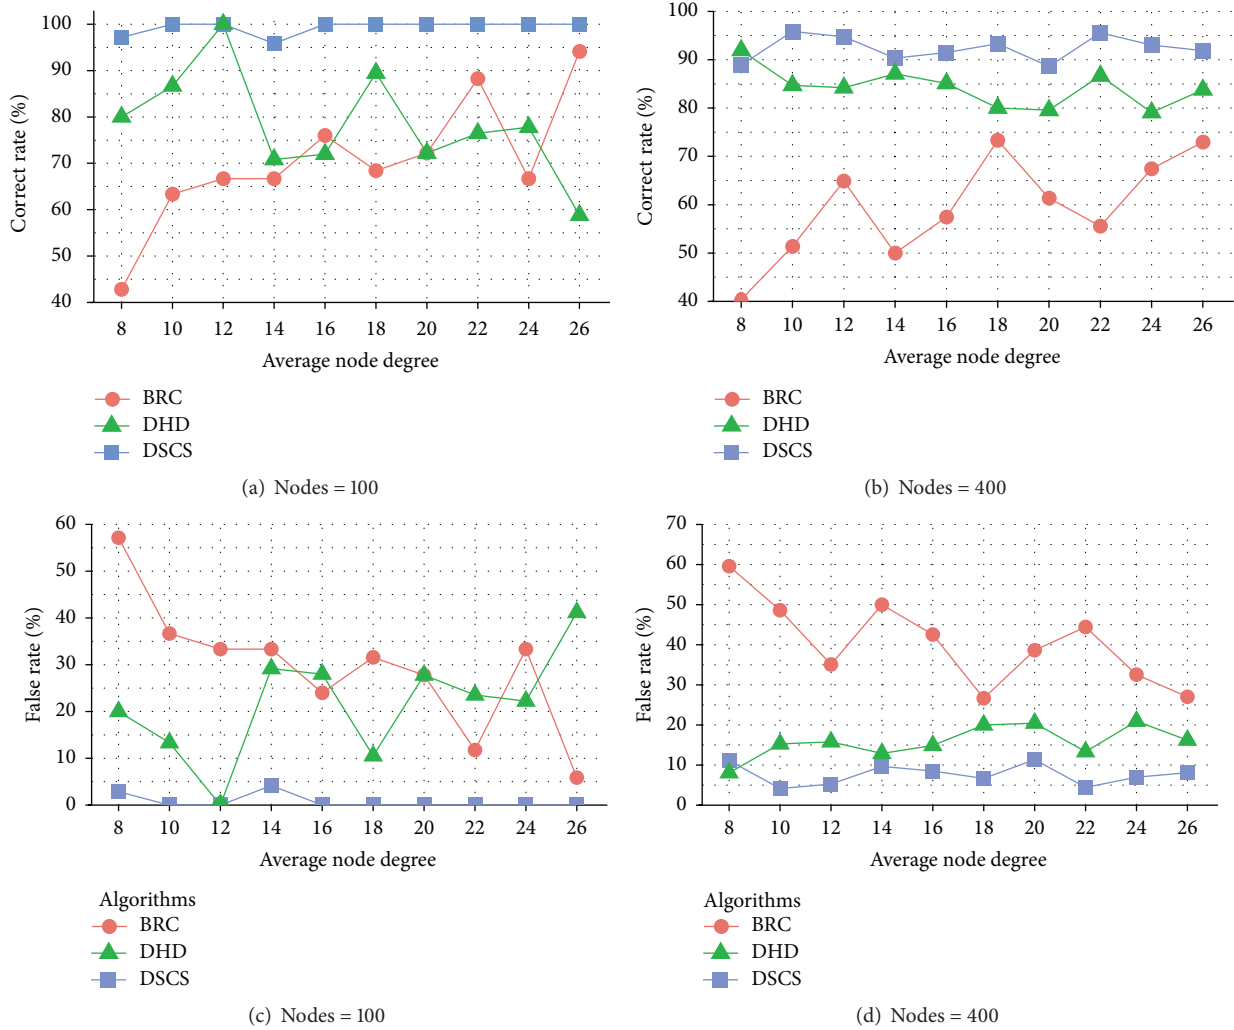 Correct rate (%)
100
90
80
70
60
50
40
8 10 12 14 16 18 20 22 24 26
Average node degree
BRC
DHD
DSCS
(a) Nodes = 100
Correct rate (%)
100
90
80
70
60
50
40
8 10 12 14 16 18 20 22 24 26
Average node degree
BRC
DHD
DSCS
(b) Nodes = 400
False rate (%)
60
50
40
30
20
10
0
8 10 12 14 16 18 20 22 24 26
Average node degree
Algorithms
BRC
DHD
DSCS
(c) Nodes = 100
False rate (%)
70
60
50
40
30
20
10
0
8 10 12 14 16 18 20 22 24 26
Average node degree
Algorithms
BRC
DHD
DSCS
(d) Nodes = 400